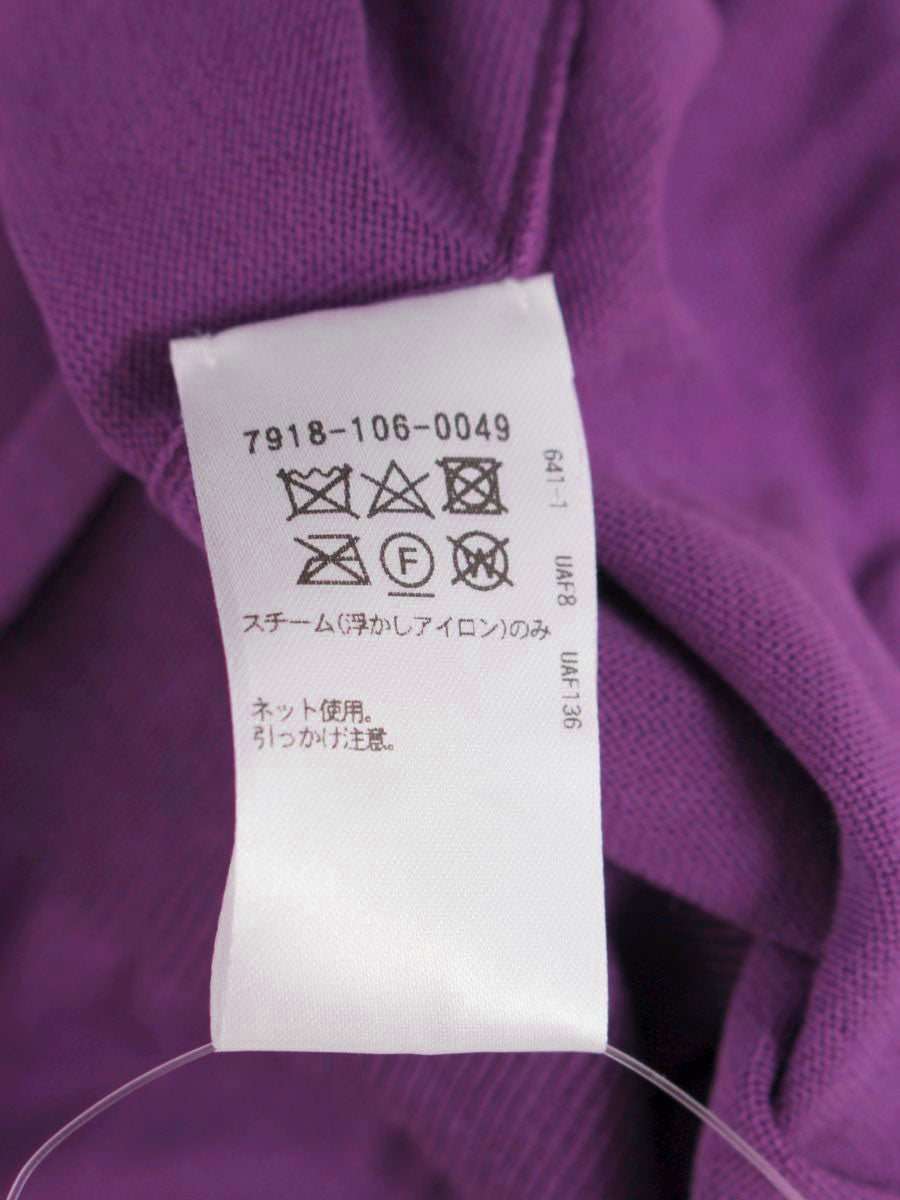 7918-106-0049
F W
スチーム(浮かしアイロン)のみ
ネット使用。
引っかけ注意。
641-1 UAF8 UAF136